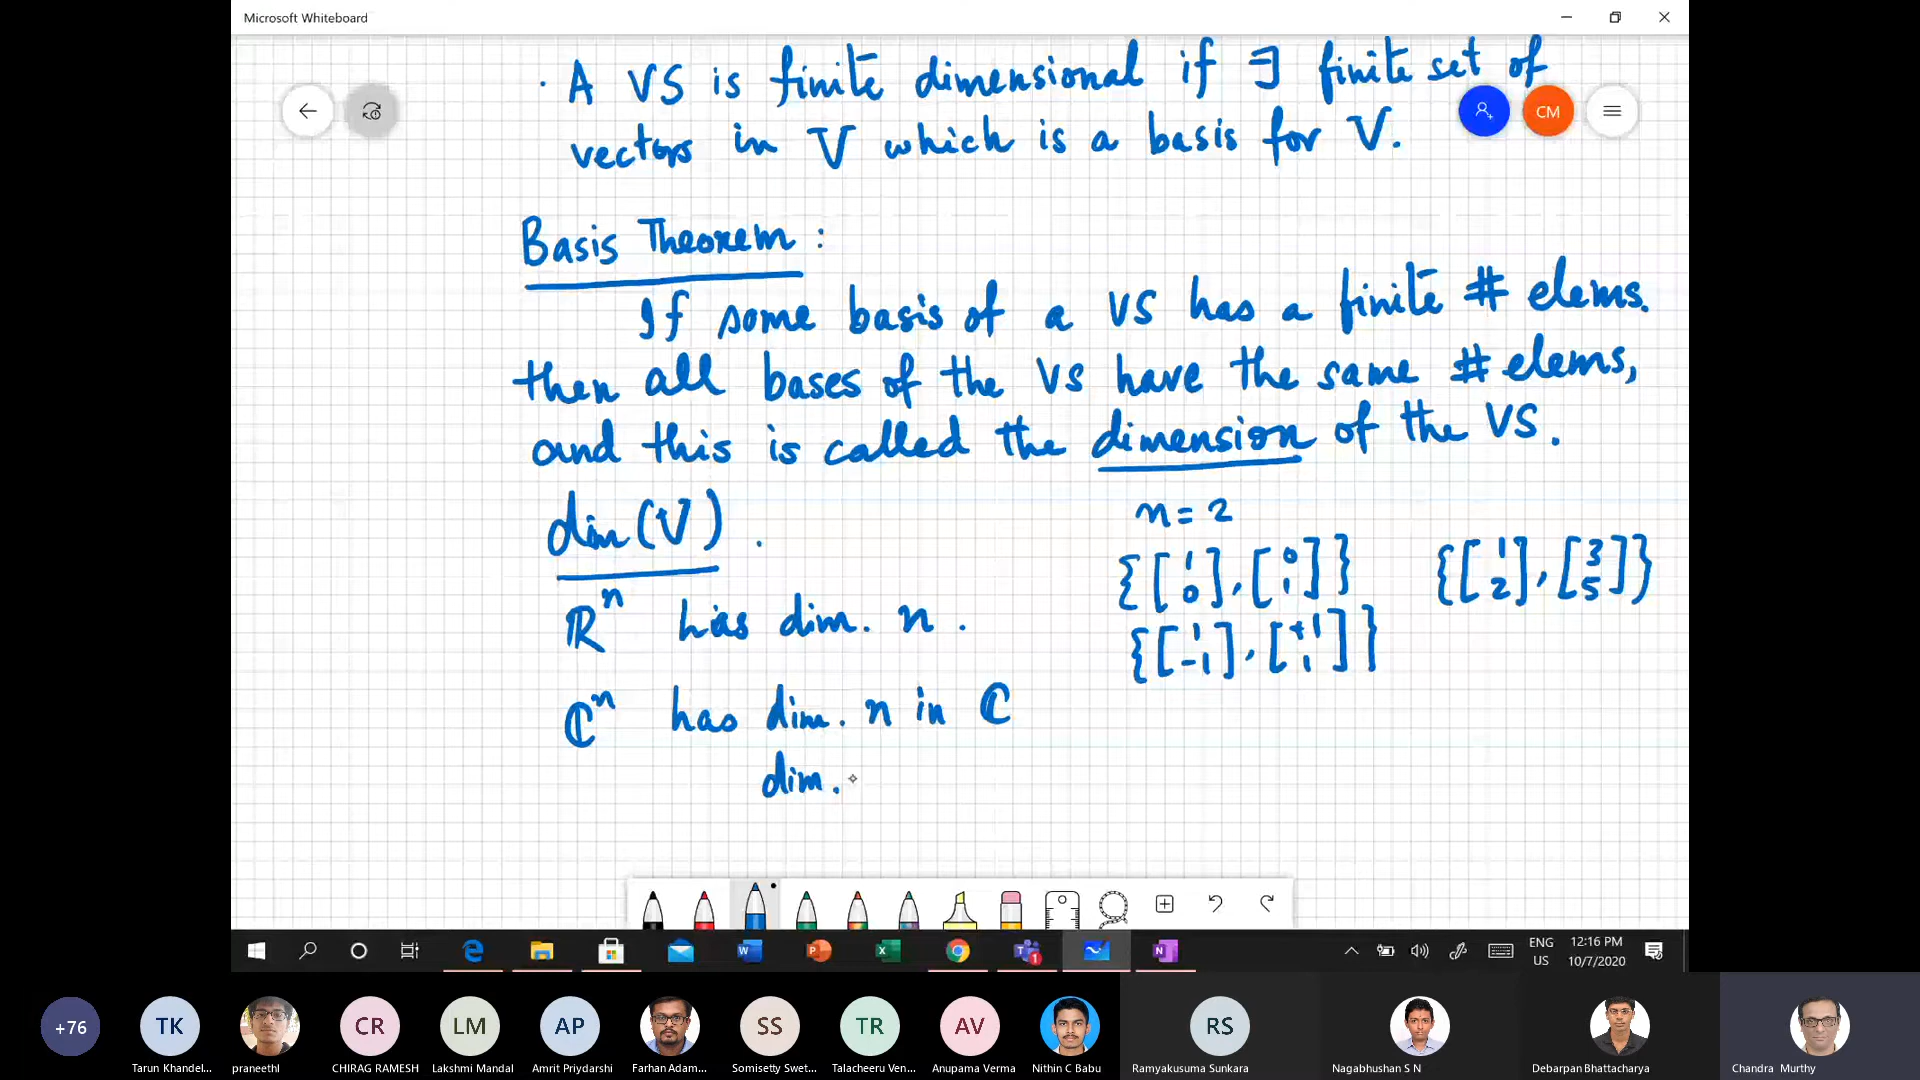 Microsoft Whiteboard
· A VS is finite dimensional if ∃ finite set of
vectors in V which is a basis for V.
CM
Basis Theorem :
If some basis of a VS has a finite # elems.
then all bases of the VS have the same # elems,
and this is called the dimension of the VS.
dim(V) .
n = 2
{[1 0], [0 1]} {[1 2], [3 5]}
ℝⁿ has dim. n .
{[1 -1], [+1 1]}
ℂⁿ has dim. n in ℂ
dim.
ENG
US
12:16 PM
10/7/2020
+76
TK
CR
LM
AP
SS
TR
AV
RS
Tarun Khandel... praneethI CHIRAG RAMESH Lakshmi Mandal Amrit Priydarshi Farhan Adam... Somisetty Swet... Talacheeru Ven... Anupama Verma Nithin C Babu Ramyakusuma Sunkara Nagabhushan S N Debarpan Bhattacharya Chandra Murthy